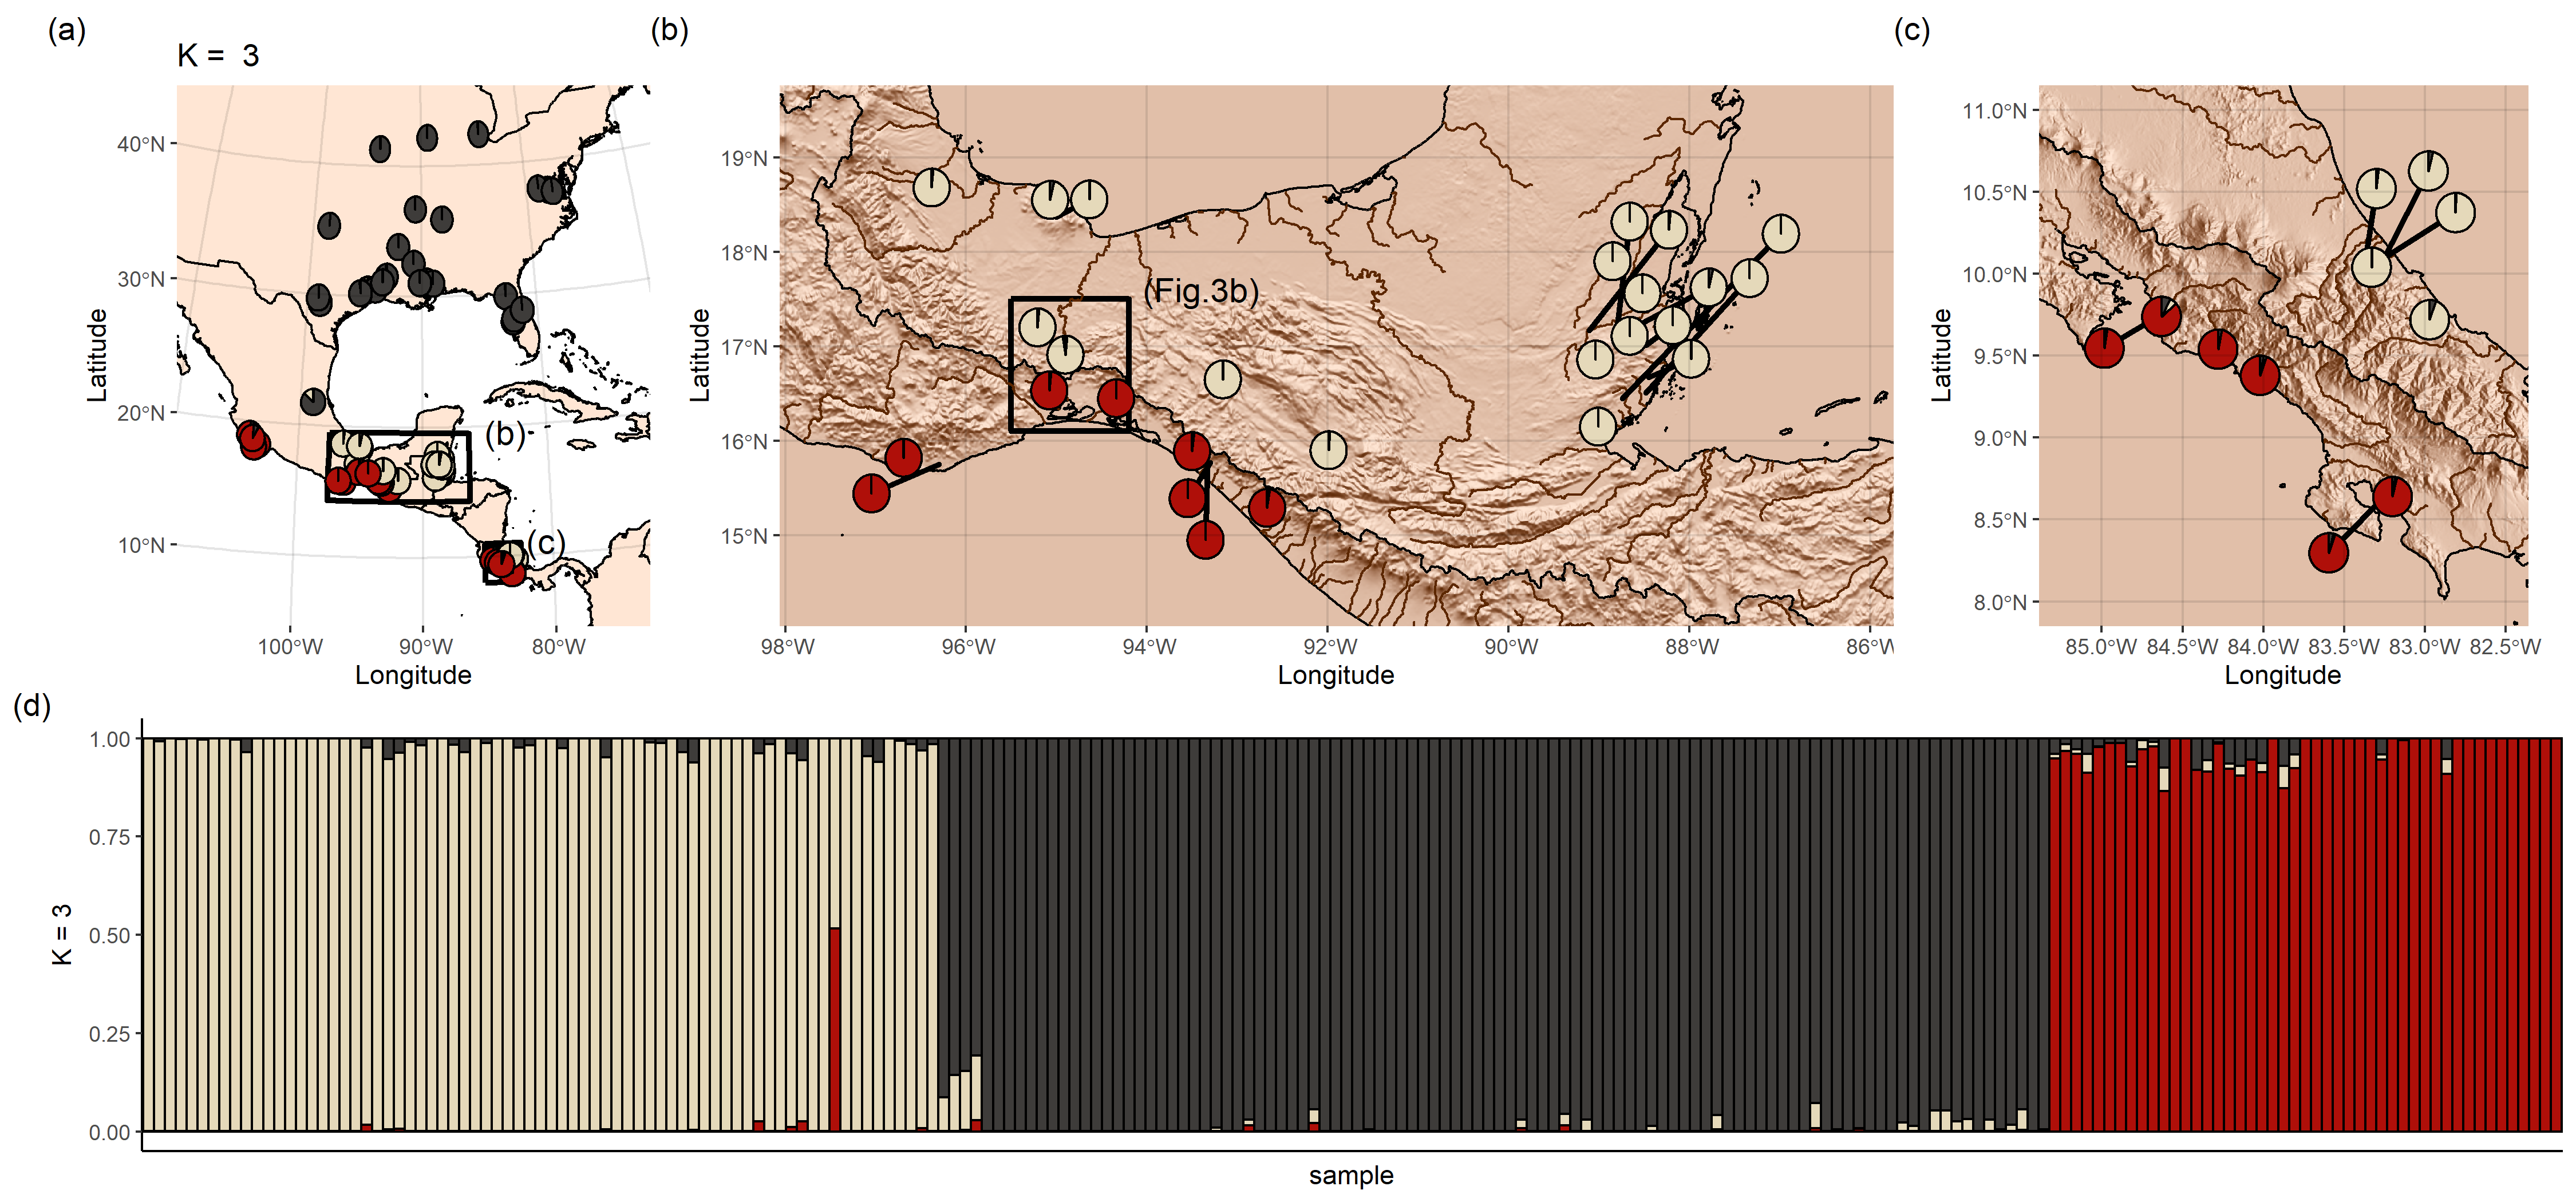 (a)
K = 3
40°N
30°N
20°N
10°N
Latitude
(b)
(c)
100°W 90°W 80°W
Longitude
(b)
19°N
18°N
17°N
16°N
15°N
Latitude
(Fig.3b)
98°W 96°W 94°W 92°W 90°W 88°W 86°W
Longitude
(c)
11.0°N
10.5°N
10.0°N
9.5°N
9.0°N
8.5°N
8.0°N
Latitude
85.0°W 84.5°W 84.0°W 83.5°W 83.0°W 82.5°W
Longitude
(d)
1.00
0.75
0.50
0.25
0.00
K = 3
sample